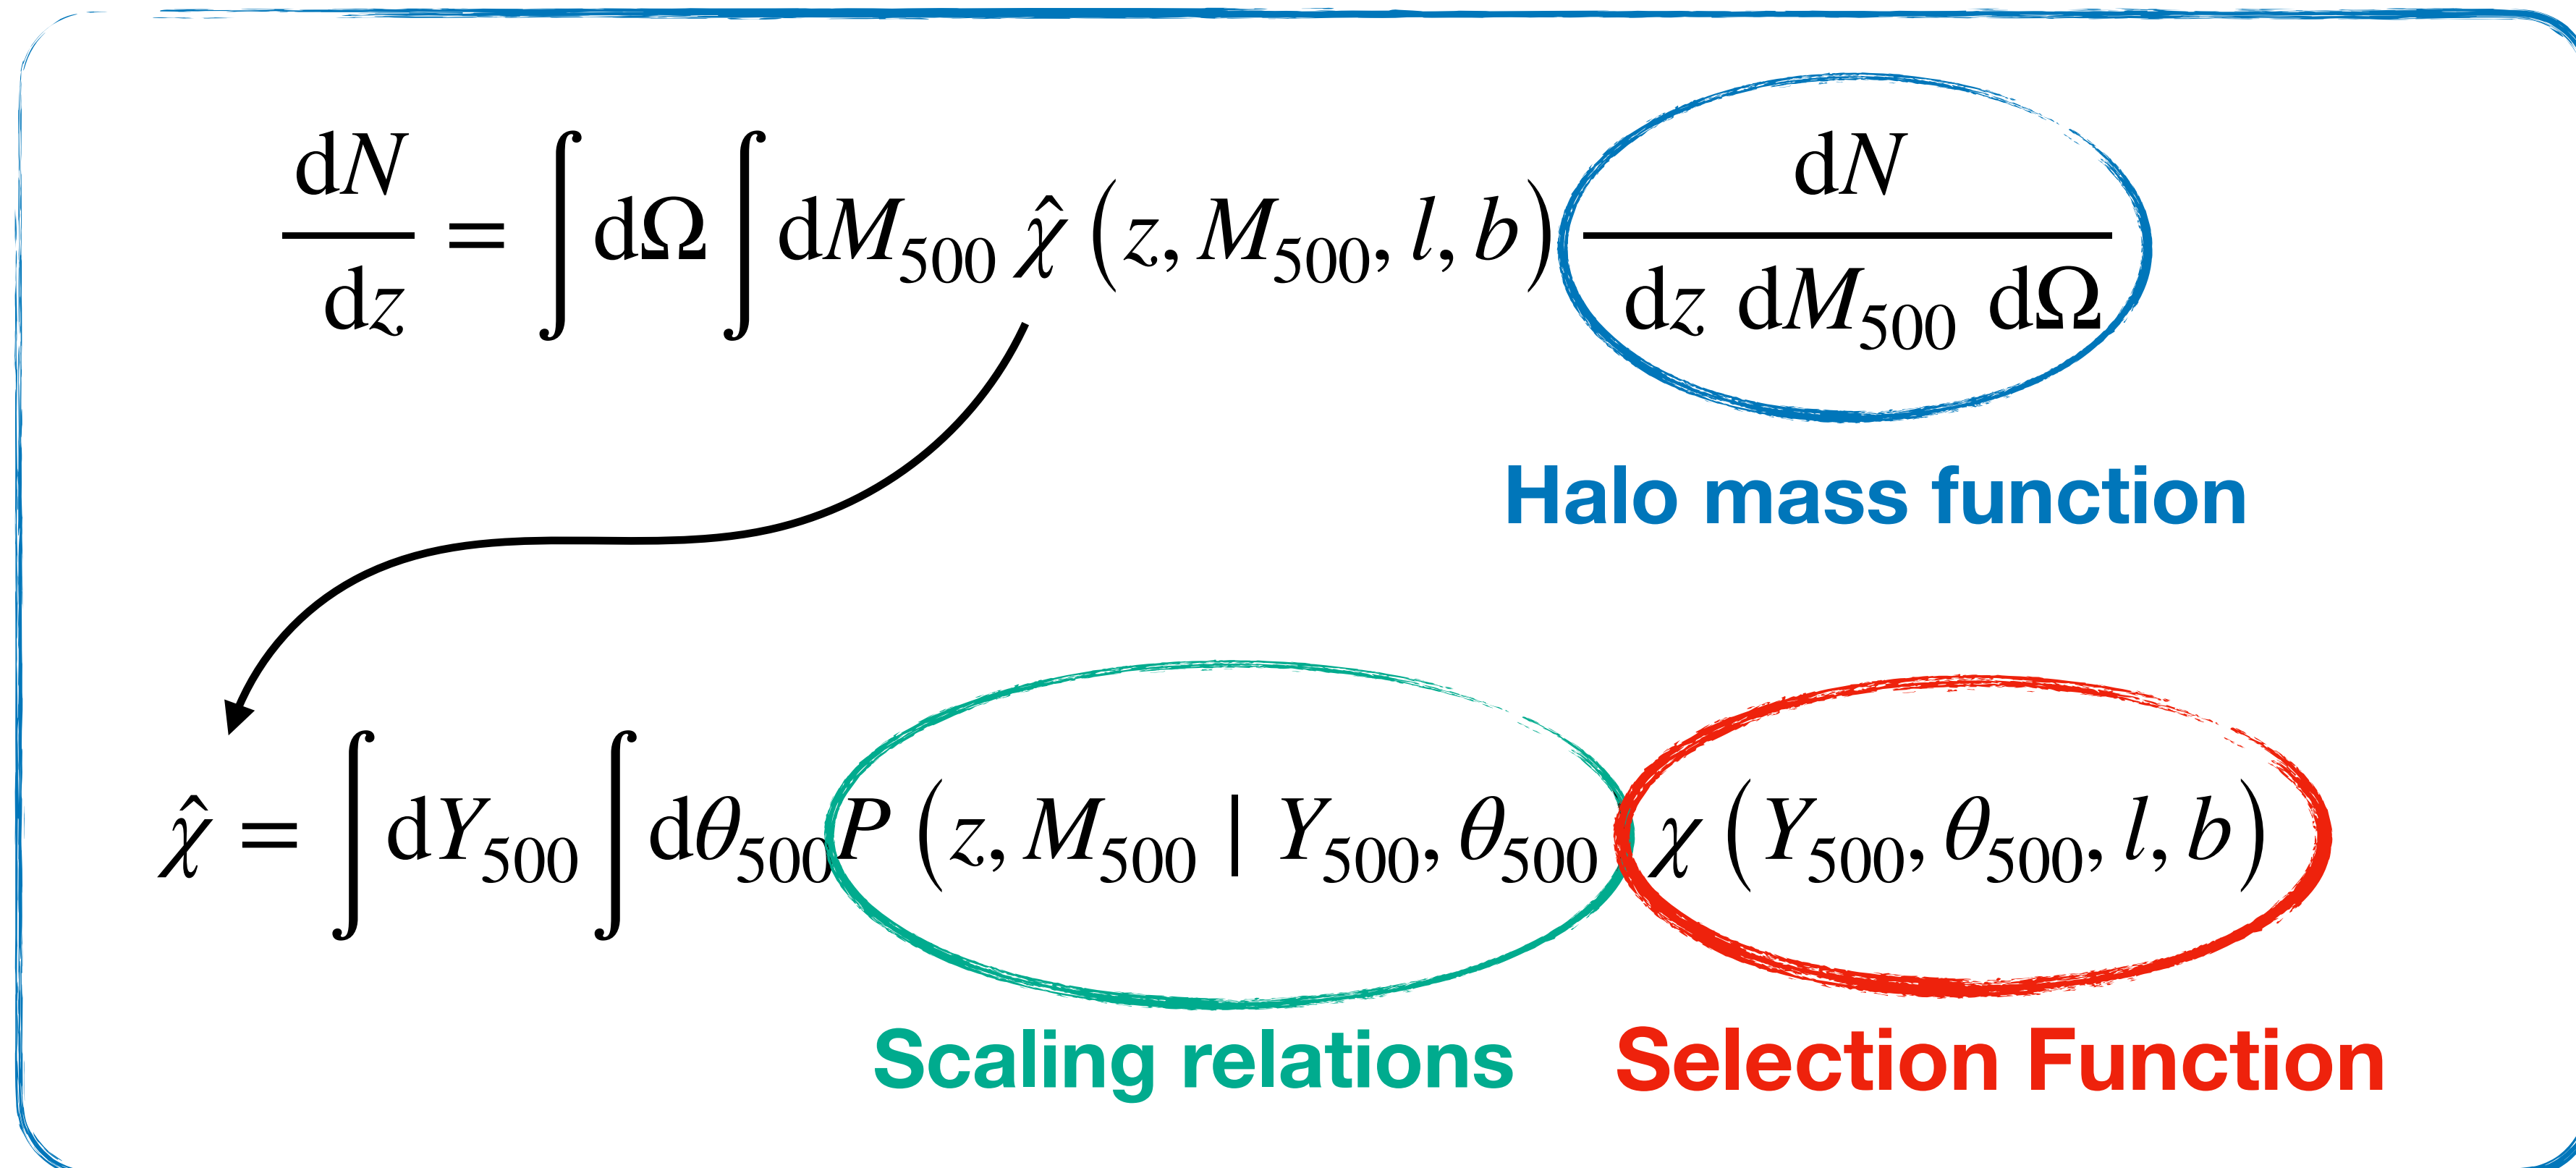 dN/dz = ∫dΩ ∫dM₅₀₀ χ̂ (z, M₅₀₀, l, b) dN/(dz dM₅₀₀ dΩ)
Halo mass function
χ̂ = ∫dY₅₀₀ ∫dθ₅₀₀ P (z, M₅₀₀ | Y₅₀₀, θ₅₀₀ χ (Y₅₀₀, θ₅₀₀, l, b)
Scaling relations Selection Function